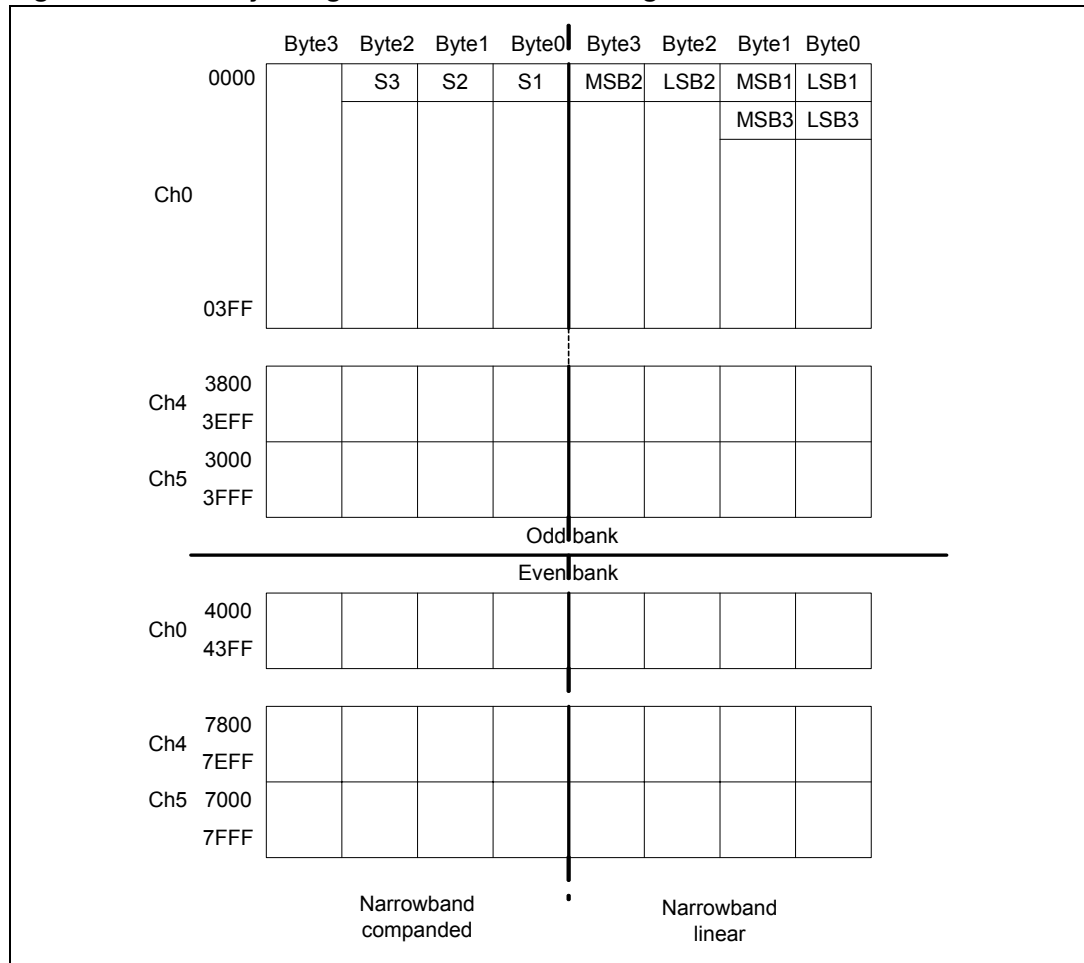 Byte3 Byte2 Byte1 Byte0 Byte3 Byte2 Byte1 Byte0
0000 S3 S2 S1 MSB2 LSB2 MSB1 LSB1
MSB3 LSB3
Ch0
03FF
3800
Ch4
3EFF
3000
Ch5
3FFF
Odd bank
Even bank
4000
Ch0
43FF
7800
Ch4
7EFF
Ch5 7000
7FFF
Narrowband companded
Narrowband linear